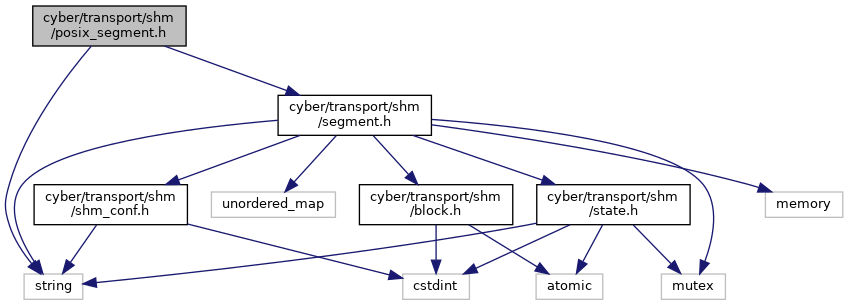 cyber/transport/shm
/posix_segment.h
cyber/transport/shm
/segment.h
cyber/transport/shm
/shm_conf.h
unordered_map
cyber/transport/shm
/block.h
cyber/transport/shm
/state.h
memory
string
cstdint
atomic
mutex